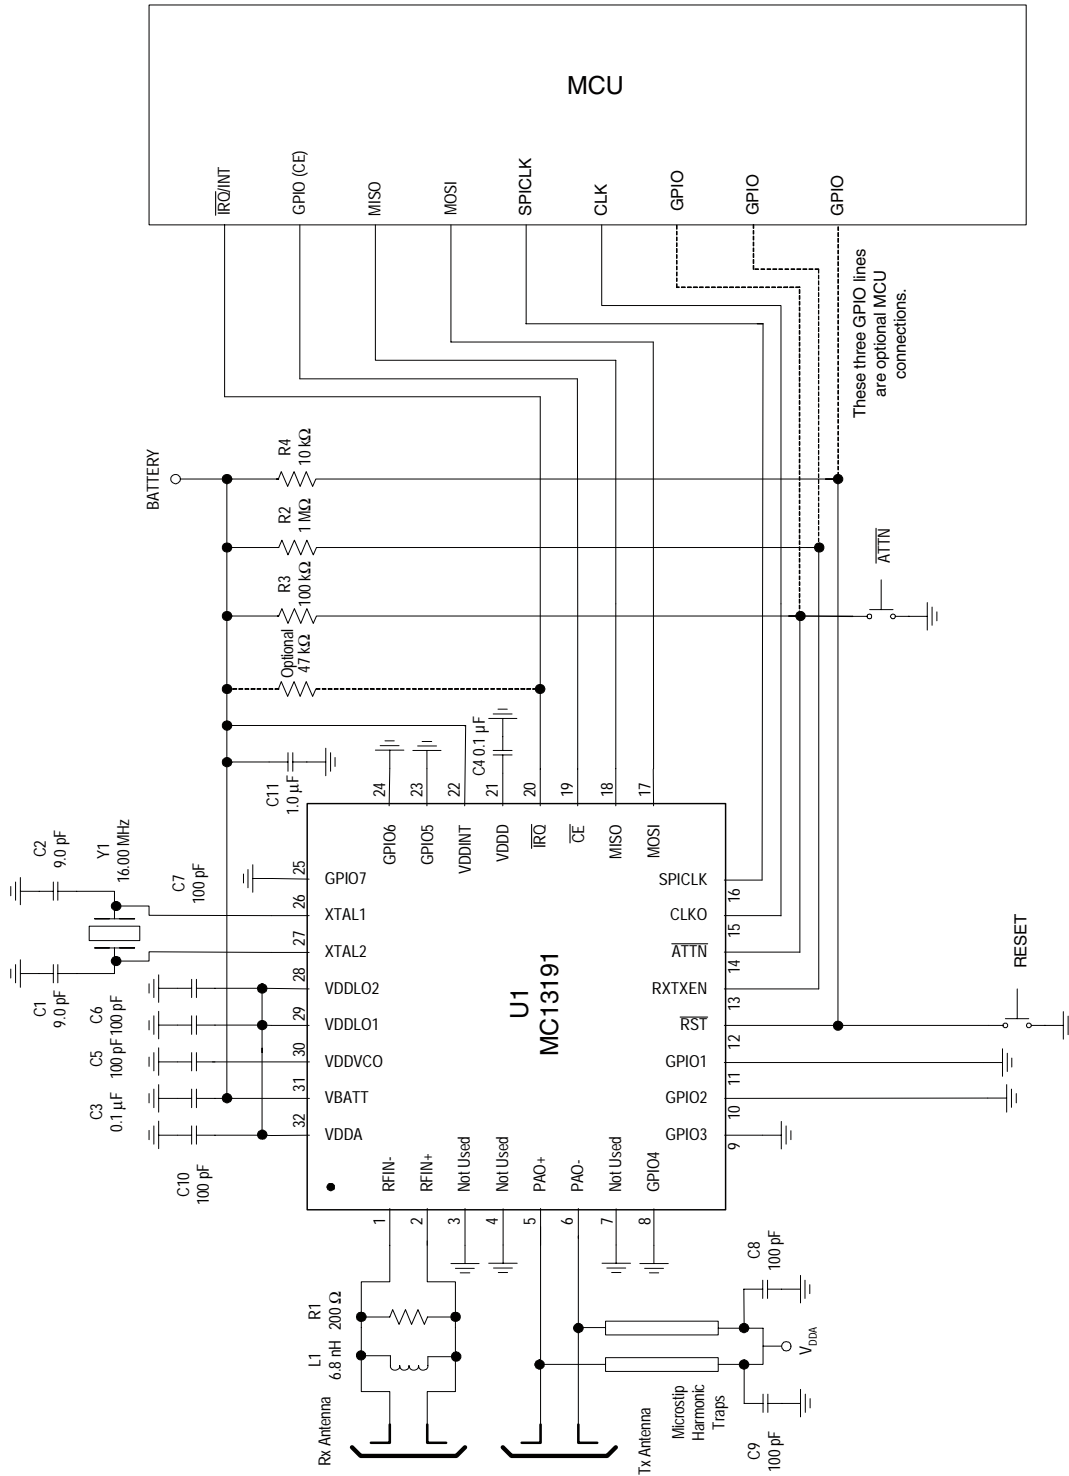 MCU
IRQ/INT
GPIO (CE)
MISO
MOSI
SPICLK
CLK
GPIO
GPIO
GPIO
These three GPIO lines
are optional MCU
connections.
BATTERY
R4
10 kΩ
R2
1 MΩ
R3
100 kΩ
Optional
47 kΩ
ATTN
C11
1.0 µF
C4 0.1 µF
C2
9.0 pF
Y1
16.00 MHz
C7
100 pF
C1
9.0 pF
C6
100 pF
C5
100 pF
C3
0.1 µF
C10
100 pF
24
23
22
21
20
19
18
17
GPIO6
GPIO5
VDDINT
VDDD
IRQ
CE
MISO
MOSI
25
GPIO7
26
XTAL1
27
XTAL2
28
VDDLO2
29
VDDLO1
30
VDDVCO
31
VBATT
32
VDDA
U1
MC13191
SPICLK
16
CLKO
15
ATTN
14
RXTXEN
13
RST
12
GPIO1
11
GPIO2
10
GPIO3
9
RESET
RFIN-
RFIN+
Not Used
Not Used
PAO+
PAO-
Not Used
GPIO4
1
2
3
4
5
6
7
8
R1
200 Ω
L1
6.8 nH
Rx Antenna
C8
100 pF
VDDA
C9
100 pF
Microstip
Harmonic
Traps
Tx Antenna